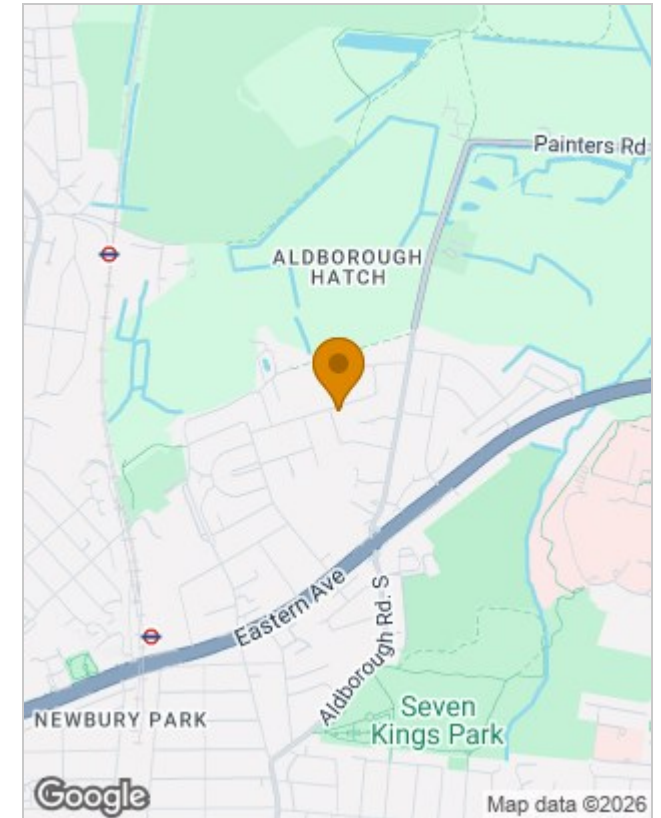 Painters Rd
ALDBOROUGH
HATCH
Eastern Ave
Aldborough Rd. S
NEWBURY PARK
Seven
Kings Park
Google
Map data ©2026